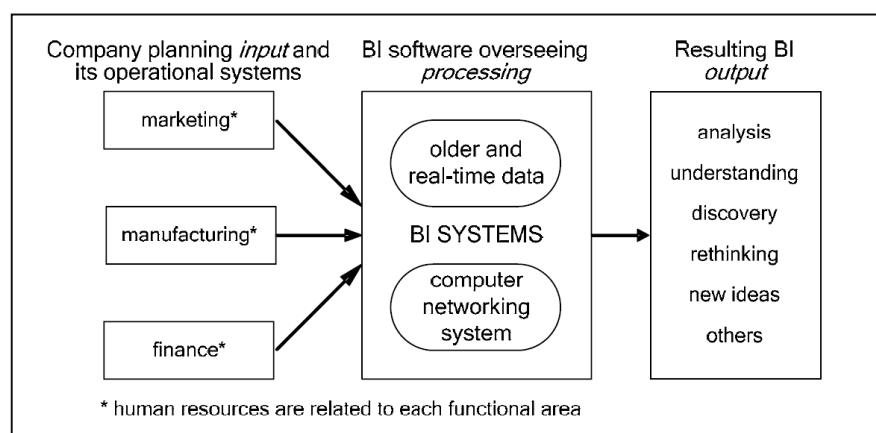 Company planning input and
its operational systems
marketing*
manufacturing*
finance*
BI software overseeing
processing
older and
real-time data
BI SYSTEMS
computer
networking
system
Resulting BI
output
analysis
understanding
discovery
rethinking
new ideas
others
* human resources are related to each functional area